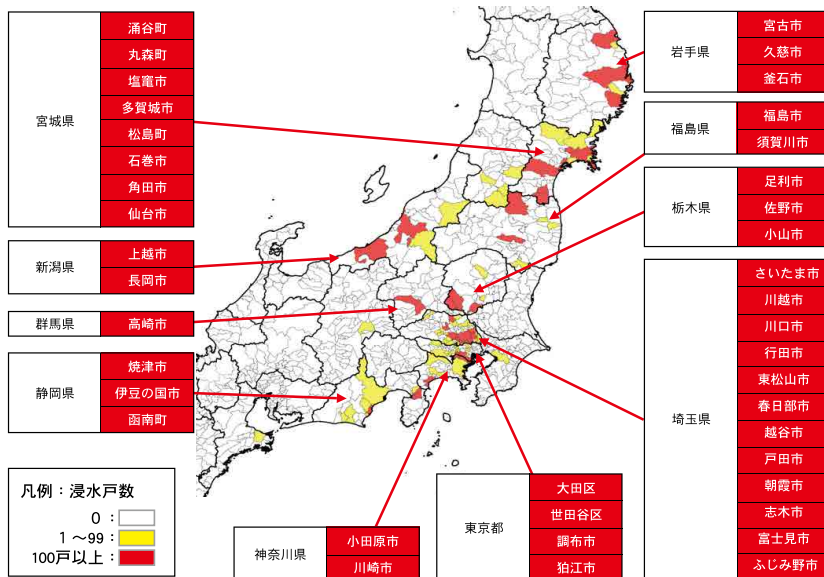 宮城県
涌谷町
丸森町
塩竈市
多賀城市
松島町
石巻市
角田市
仙台市
新潟県
上越市
長岡市
群馬県
高崎市
静岡県
焼津市
伊豆の国市
函南町
岩手県
宮古市
久慈市
釜石市
福島県
福島市
須賀川市
栃木県
足利市
佐野市
小山市
埼玉県
さいたま市
川越市
川口市
行田市
東松山市
春日部市
越谷市
戸田市
朝霞市
志木市
富士見市
ふじみ野市
東京都
大田区
世田谷区
調布市
狛江市
神奈川県
小田原市
川崎市
凡例：浸水戸数
0：
1～99：
100戸以上：